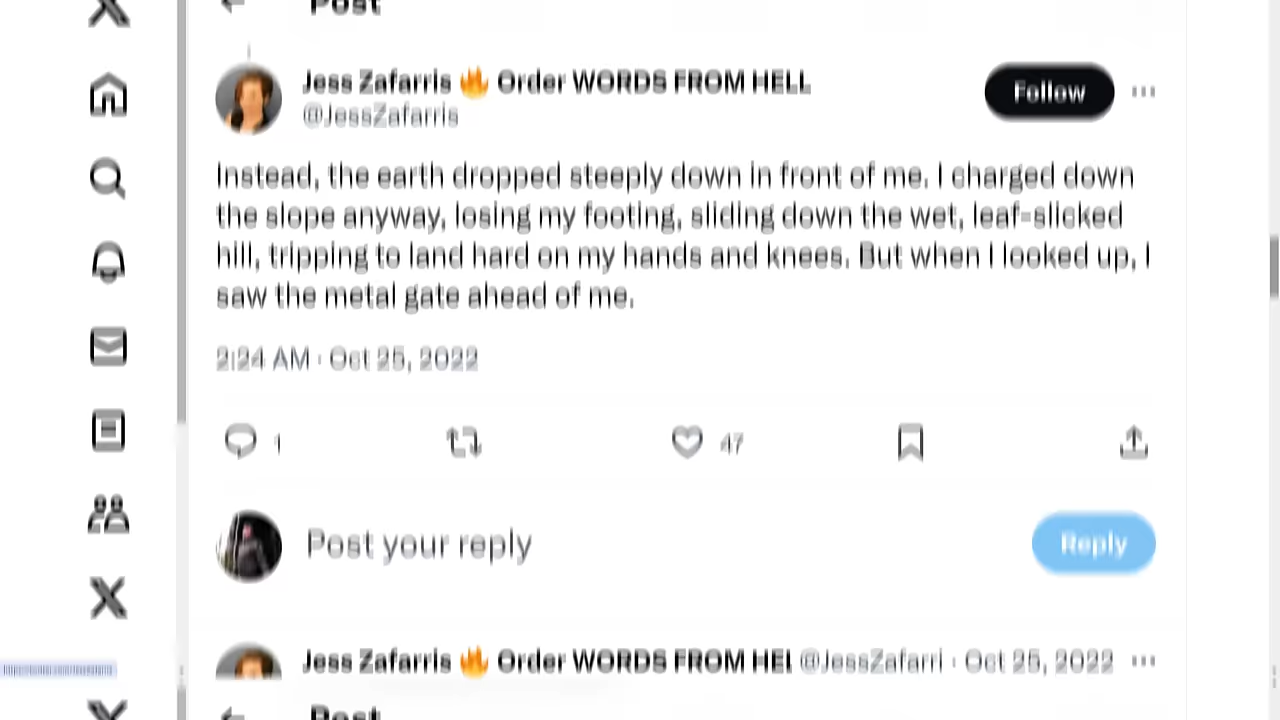 Post
Jess Zafarris 🔥 Order WORDS FROM HELL
@JessZafarris
Follow
Instead, the earth dropped steeply down in front of me. I charged down
the slope anyway, losing my footing, sliding down the wet, leaf-slicked
hill, tripping to land hard on my hands and knees. But when I looked up, I
saw the metal gate ahead of me.
2:24 AM · Oct 25, 2022
1
47
Post your reply
Reply
Jess Zafarris 🔥 Order WORDS FROM HEL @JessZafarri · Oct 25, 2022
Post